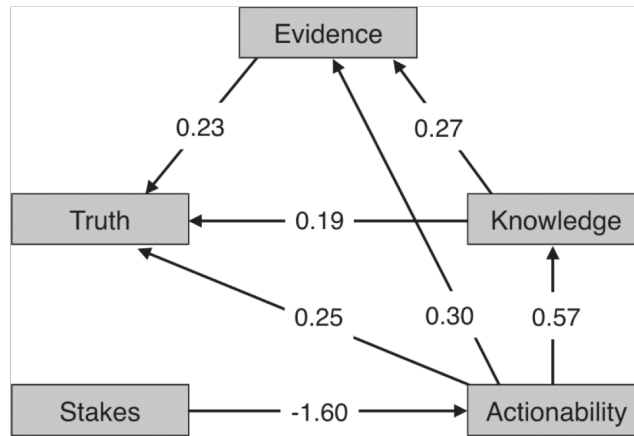 Evidence
0.23
0.27
Truth
0.19
Knowledge
0.25
0.30
0.57
Stakes
-1.60
Actionability